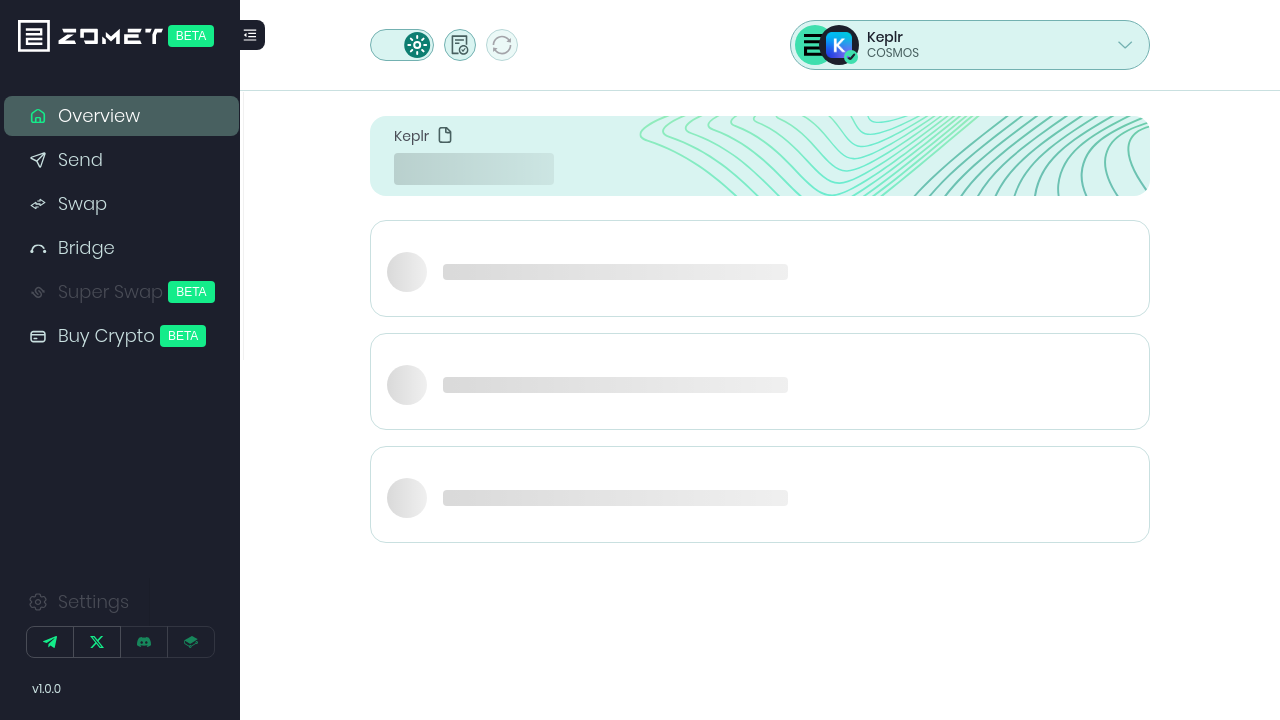 ZOMET BETA
Overview
Send
Swap
Bridge
Super Swap BETA
Buy Crypto BETA
Settings
v1.0.0
Keplr
COSMOS
Keplr